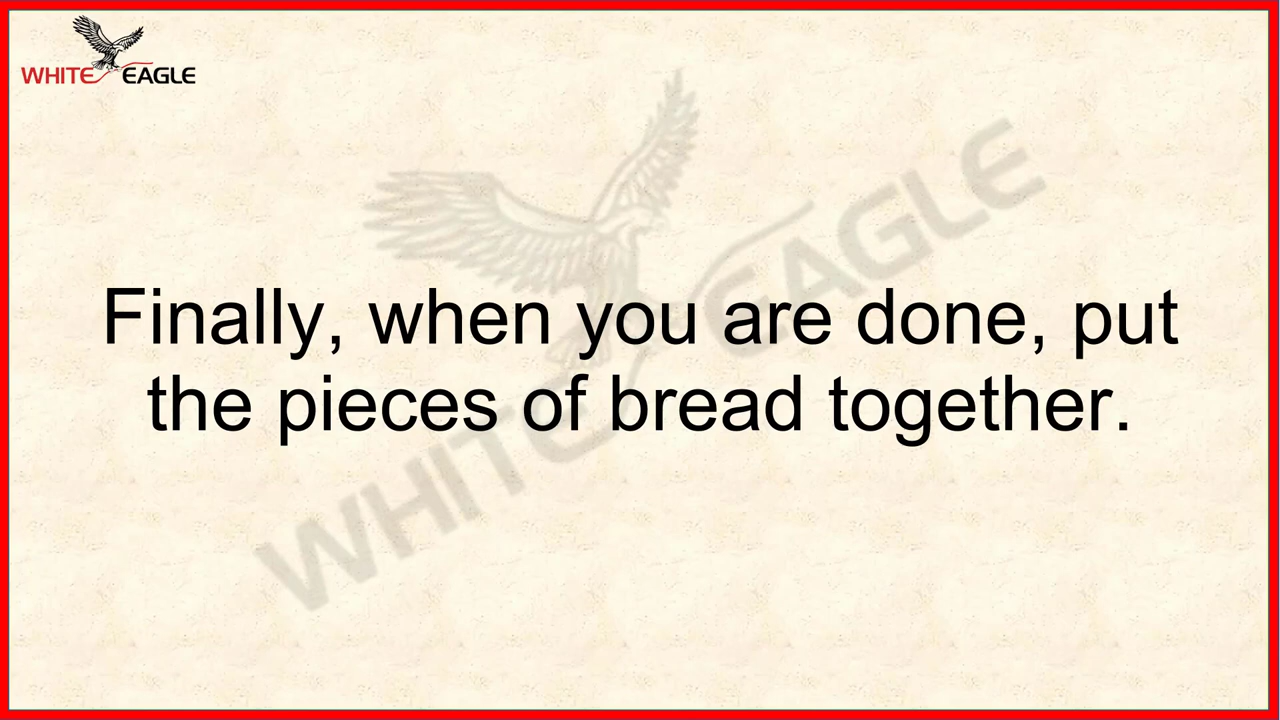 WHITE EAGLE
Finally, when you are done, put
the pieces of bread together.
WHITE EAGLE